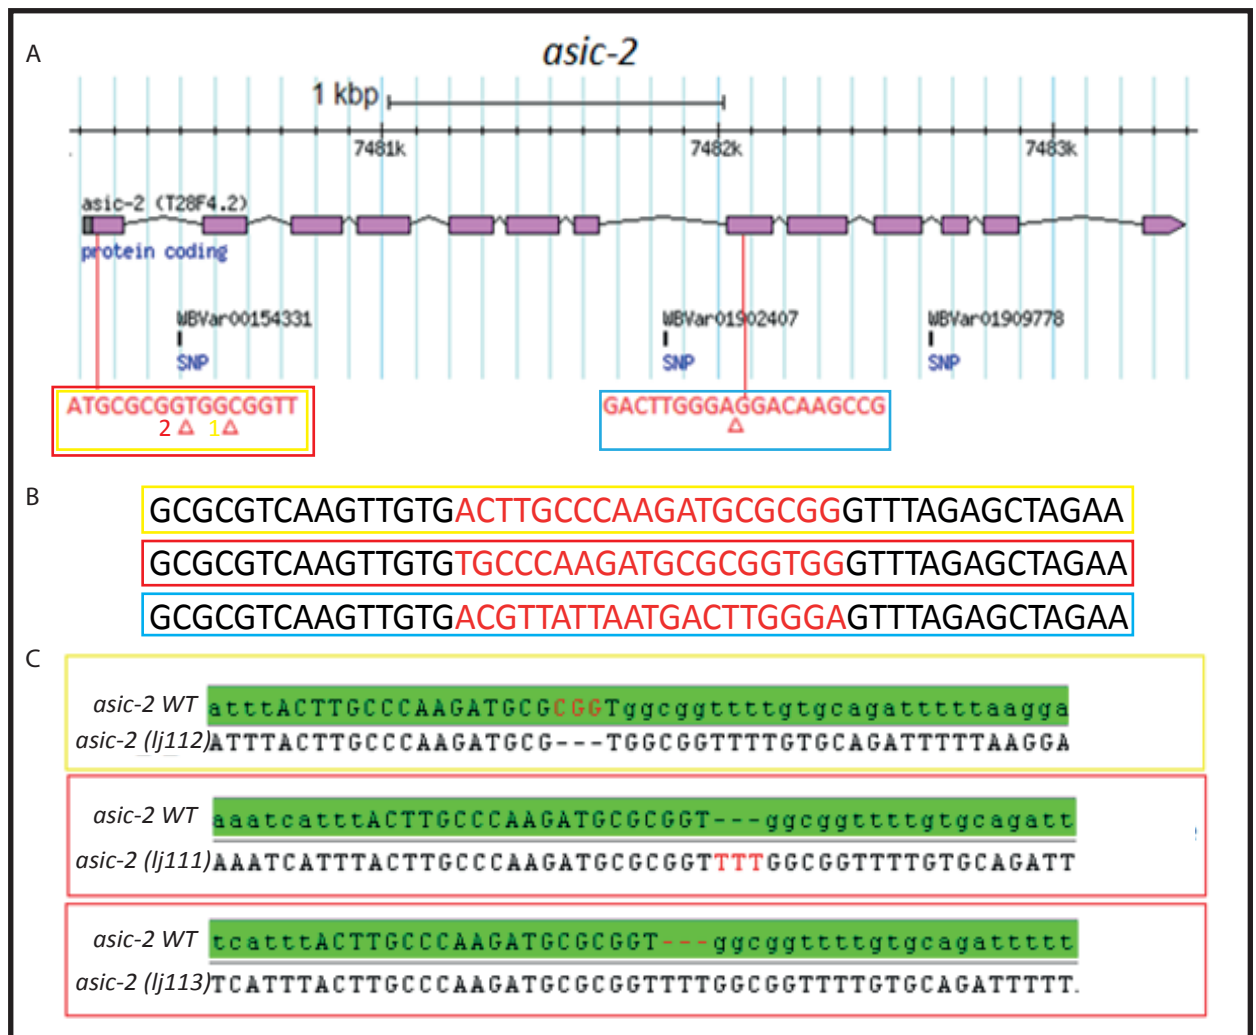 A
asic-2
1 kbp
7481k 7482k 7483k
asic-2 (T28F4.2)
protein coding
WBVar00154331 WBVar01902407 WBVar01909778
SNP SNP SNP
ATGCGCGGTGGCGGTT GACTTGGGAGGACAAGCCG
2 △ 1 △ △
B
GCGCGTCAAGTTGTGACTTGCCCAAGATGCGCGGGTTTAGAGCTAGAA
GCGCGTCAAGTTGTGTGCCCAAGATGCGCGGTGGGTTTAGAGCTAGAA
GCGCGTCAAGTTGTGACGTTATTAATGACTTGGGAGTTTAGAGCTAGAA
C
asic-2 WT atttACTTGCCCAAGATGCGCGGTggcggttttgtgcagatttttaagga
asic-2 (lj112) ATTTACTTGCCCAAGATGCG---TGGCGGTTTTGTGCAGATTTTTAAGGA
asic-2 WT aaatcatttACTTGCCCAAGATGCGCGGT---ggcggttttgtgcagatt
asic-2 (lj111) AAATCATTTACTTGCCCAAGATGCGCGGTTTTGGCGGTTTTGTGCAGATT
asic-2 WT tcatttACTTGCCCAAGATGCGCGGT---ggcggttttgtgcagattttt
asic-2 (lj113) TCATTTACTTGCCCAAGATGCGCGGTTTTGGCGGTTTTGTGCAGATTTTT.